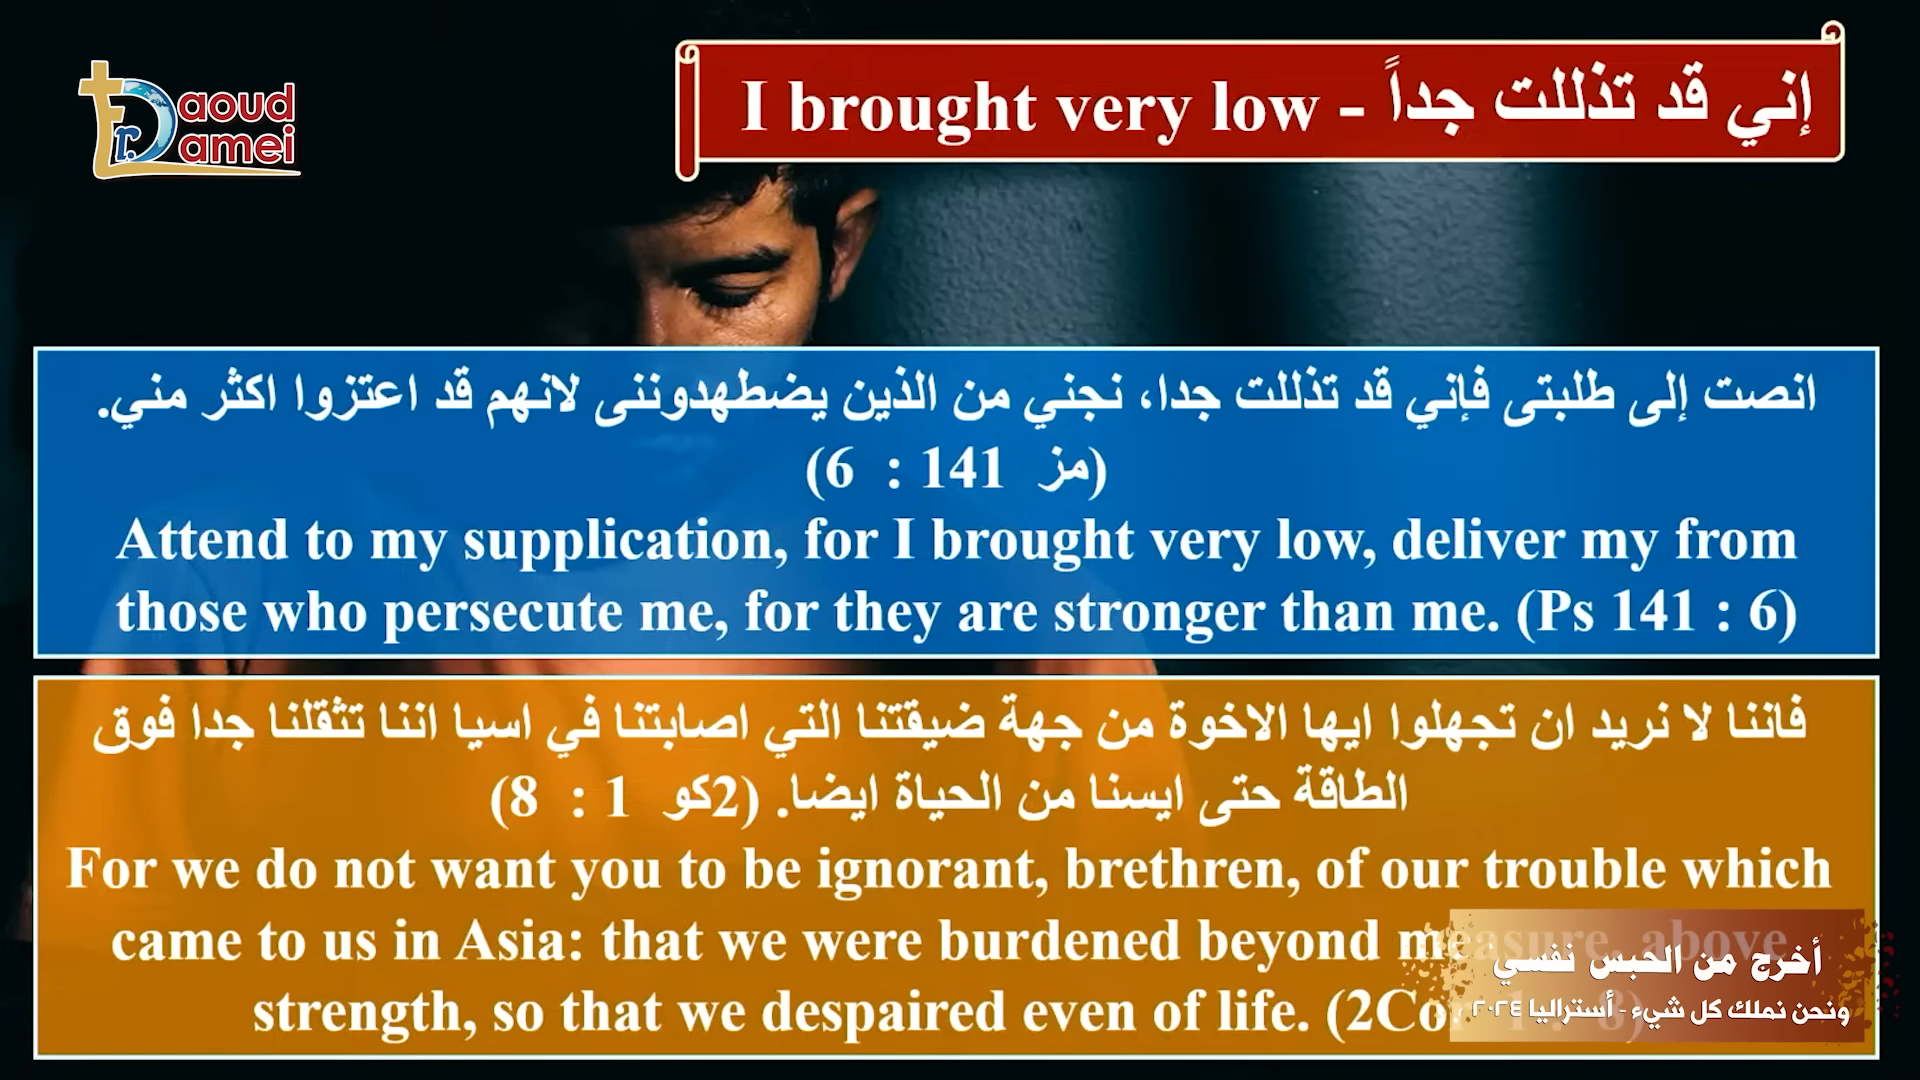 Fr. Daoud Lamei
إني قد تذللت جداً - I brought very low
انصت إلى طلبتى فإني قد تذللت جدا، نجني من الذين يضطهدوننى لانهم قد اعتزوا اكثر مني.
(مز 141 : 6)
Attend to my supplication, for I brought very low, deliver my from
those who persecute me, for they are stronger than me. (Ps 141 : 6)
فاننا لا نريد ان تجهلوا ايها الاخوة من جهة ضيقتنا التي اصابتنا في اسيا اننا تثقلنا جدا فوق
الطاقة حتى ايسنا من الحياة ايضا. (2كو 1 : 8)
For we do not want you to be ignorant, brethren, of our trouble which
came to us in Asia: that we were burdened beyond measure, above
strength, so that we despaired even of life. (2Cor 1 : 8)
أخرج من الحبس نفسي
ونحن نملك كل شيء - أستراليا ٢٠٢٤